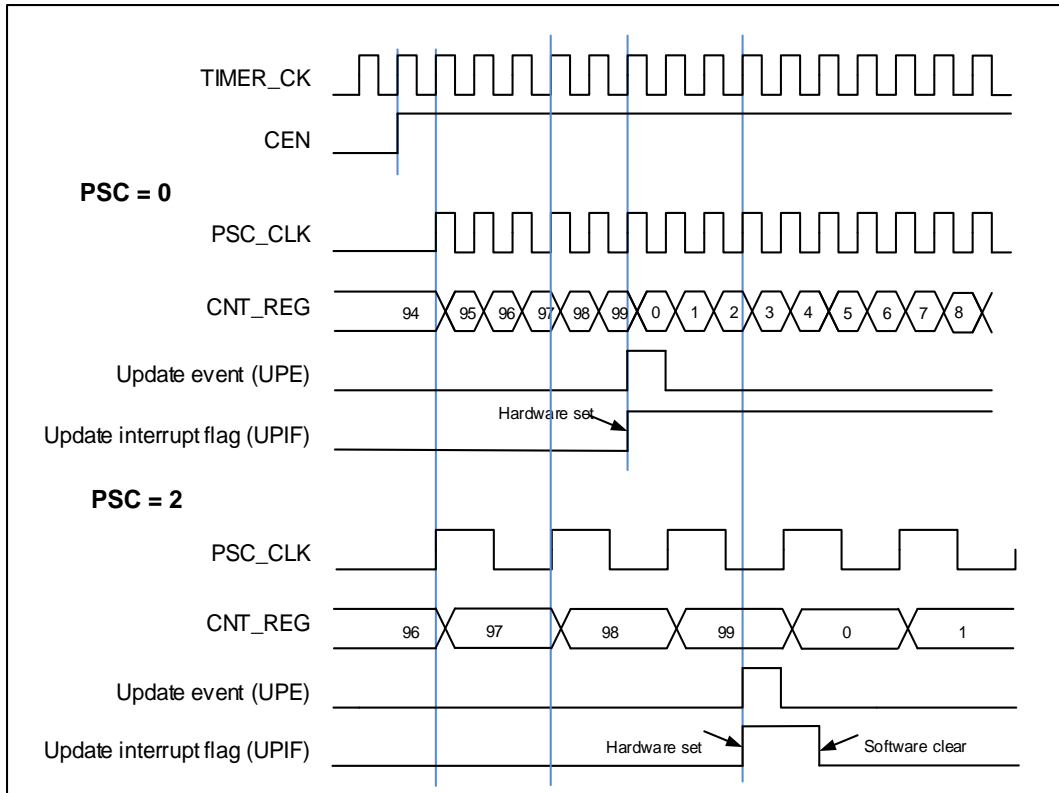 TIMER_CK
CEN
PSC = 0
PSC_CLK
CNT_REG 94 95 96 97 98 99 0 1 2 3 4 5 6 7 8
Update event (UPE)
Hardware set
Update interrupt flag (UPIF)
PSC = 2
PSC_CLK
CNT_REG 96 97 98 99 0 1
Update event (UPE)
Update interrupt flag (UPIF) Hardware set Software clear